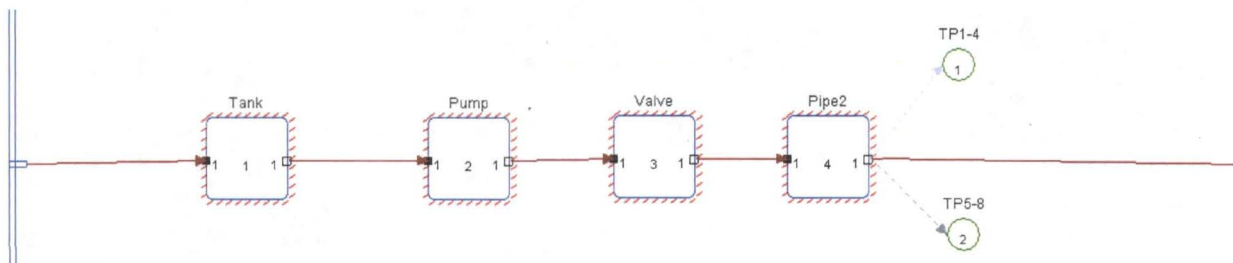 TP1-4
1
Tank
Pump
Valve
Pipe2
1 1 1
1 2 1
1 3 1
1 4 1
TP5-8
2